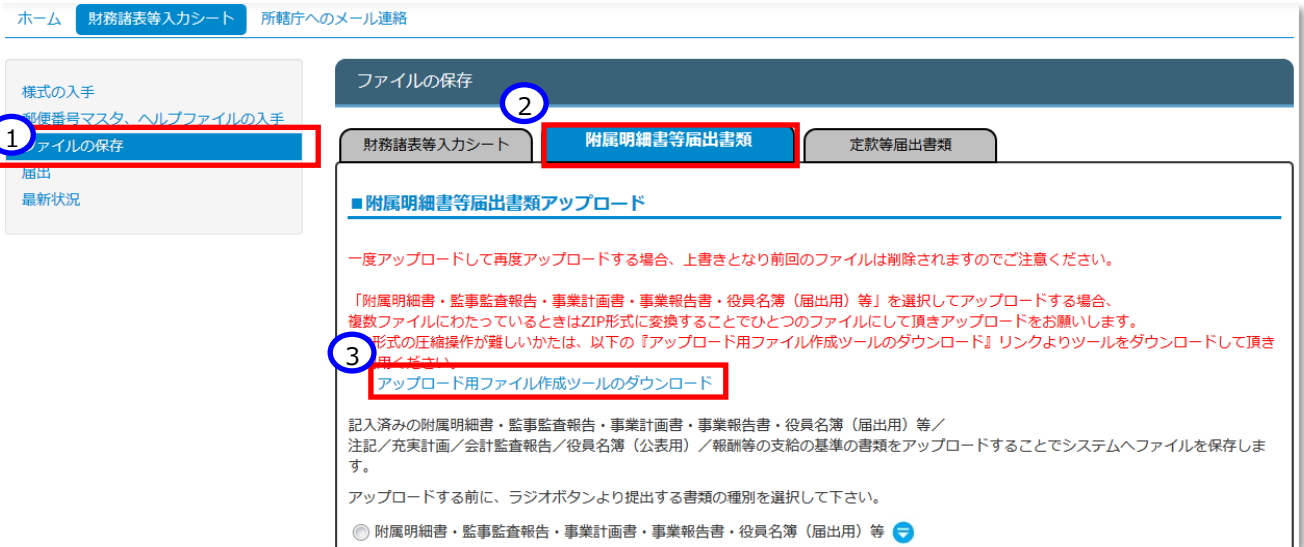 ホーム 財務諸表等入力シート 所轄庁へのメール連絡
様式の入手
郵便番号マスタ、ヘルプファイルの入手
1
ファイルの保存
届出
最新状況
ファイルの保存
2
財務諸表等入力シート 附属明細書等届出書類 定款等届出書類
■附属明細書等届出書類アップロード
一度アップロードして再度アップロードする場合、上書きとなり前回のファイルは削除されますのでご注意ください。
「附属明細書・監事監査報告・事業計画書・事業報告書・役員名簿（届出用）等」を選択してアップロードする場合、
複数ファイルにわたっているときはZIP形式に変換することでひとつのファイルにして頂きアップロードをお願いします。
形式の圧縮操作が難しいかたは、以下の『アップロード用ファイル作成ツールのダウンロード』リンクよりツールをダウンロードして頂き
用ください。
3
アップロード用ファイル作成ツールのダウンロード
記入済みの附属明細書・監事監査報告・事業計画書・事業報告書・役員名簿（届出用）等／
注記／充実計画／会計監査報告／役員名簿（公表用）／報酬等の支給の基準の書類をアップロードすることでシステムへファイルを保存しま
す。
アップロードする前に、ラジオボタンより提出する書類の種別を選択して下さい。
附属明細書・監事監査報告・事業計画書・事業報告書・役員名簿（届出用）等